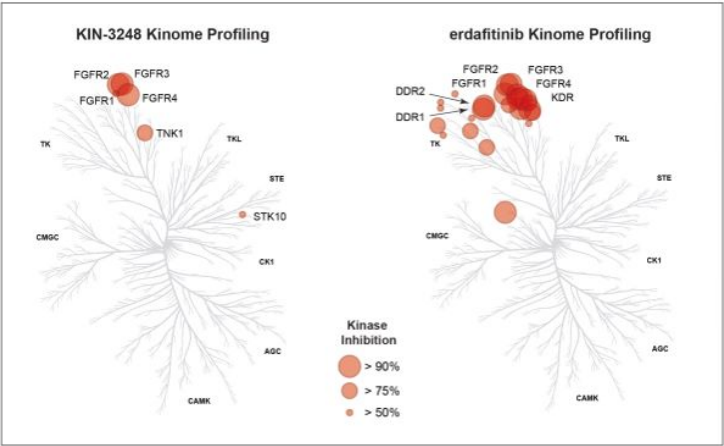 KIN-3248 Kinome Profiling
FGFR2
FGFR3
FGFR1
FGFR4
TNK1
TK
TKL
STE
STK10
CMGC
CK1
AGC
CAMK
erdafitinib Kinome Profiling
FGFR2
FGFR3
FGFR1
FGFR4
DDR2
KDR
DDR1
TK
TKL
STE
CMGC
CK1
AGC
CAMK
Kinase
Inhibition
> 90%
> 75%
> 50%